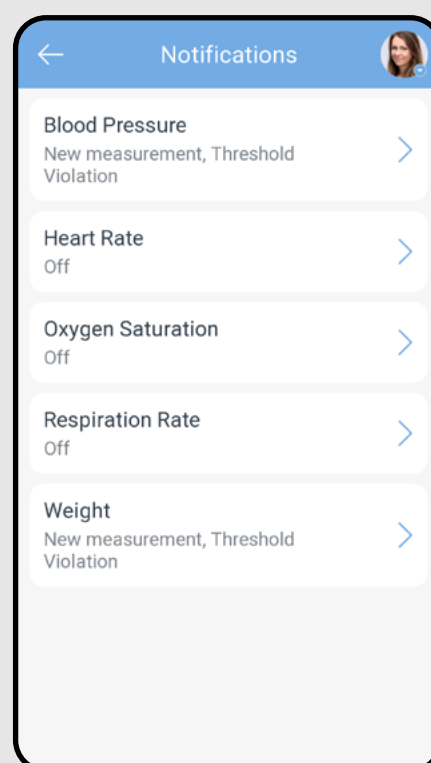 Notifications
Blood Pressure
New measurement, Threshold
Violation
Heart Rate
Off
Oxygen Saturation
Off
Respiration Rate
Off
Weight
New measurement, Threshold
Violation